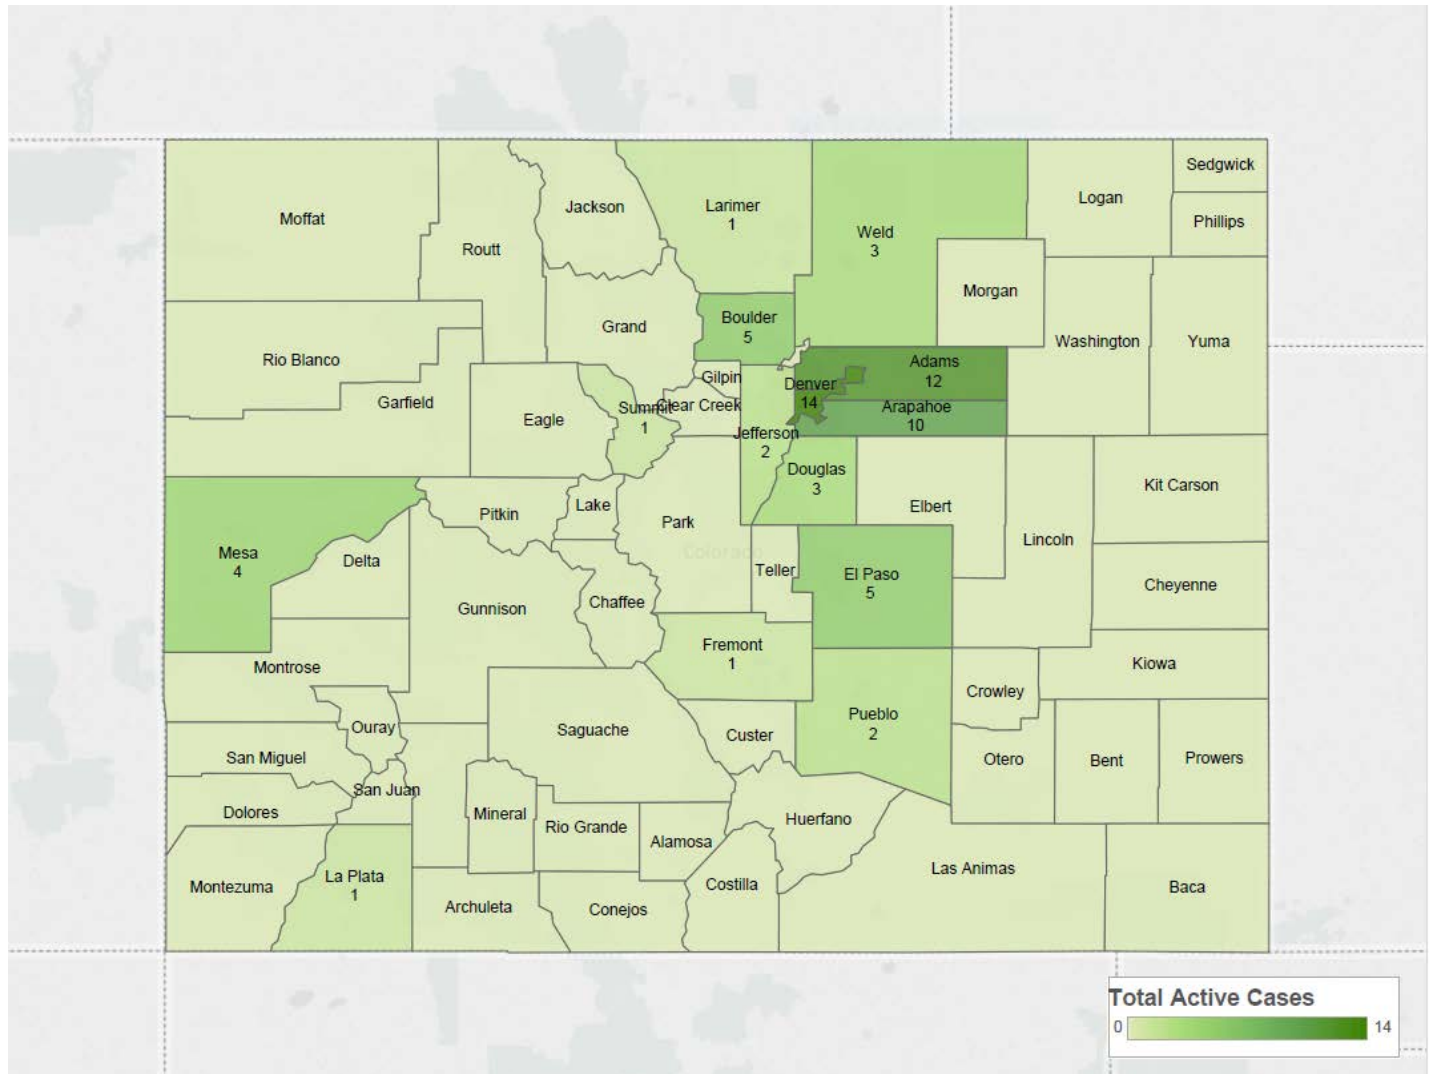 Sedgwick
Logan
Jackson
Larimer
1
Moffat
Phillips
Weld
3
Routt
Morgan
Boulder
5
Grand
Washington
Yuma
Rio Blanco
Adams
12
Gilpin
Denver
14
Garfield
Summit
1
Clear Creek
Arapahoe
10
Eagle
Jefferson
2
Douglas
3
Kit Carson
Lake
Elbert
Pitkin
Park
Lincoln
Colorado
Mesa
4
Delta
Teller
El Paso
5
Cheyenne
Chaffee
Gunnison
Fremont
1
Kiowa
Montrose
Crowley
Pueblo
2
Ouray
Saguache
Custer
San Miguel
Otero
Bent
Prowers
San Juan
Dolores
Mineral
Rio Grande
Huerfano
Alamosa
Las Animas
La Plata
1
Montezuma
Costilla
Baca
Archuleta
Conejos
Total Active Cases
0
14